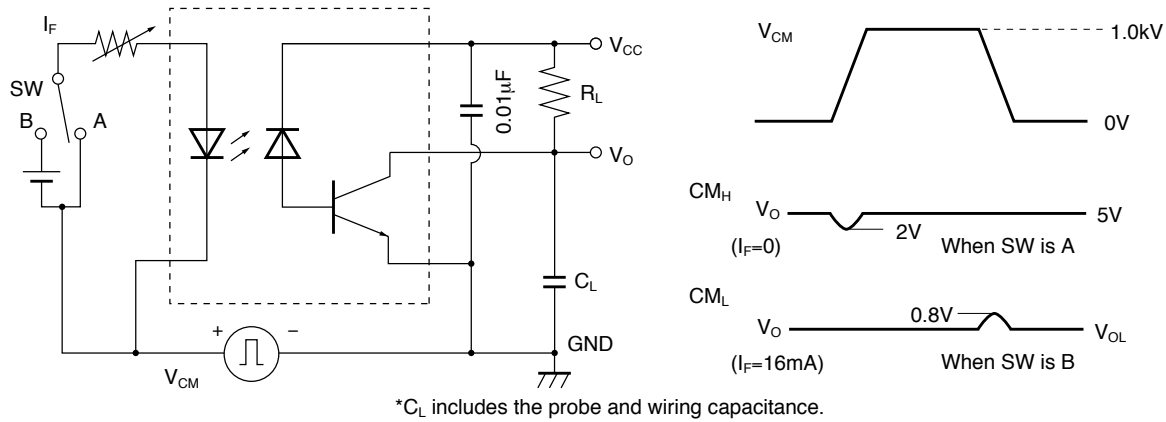 I_F
SW
B
A
V_CC
0.01μF
R_L
V_O
C_L
GND
+
−
V_CM
V_CM
1.0kV
0V
CM_H
V_O
5V
2V
(I_F=0)
When SW is A
CM_L
0.8V
V_O
V_OL
(I_F=16mA)
When SW is B
*C_L includes the probe and wiring capacitance.